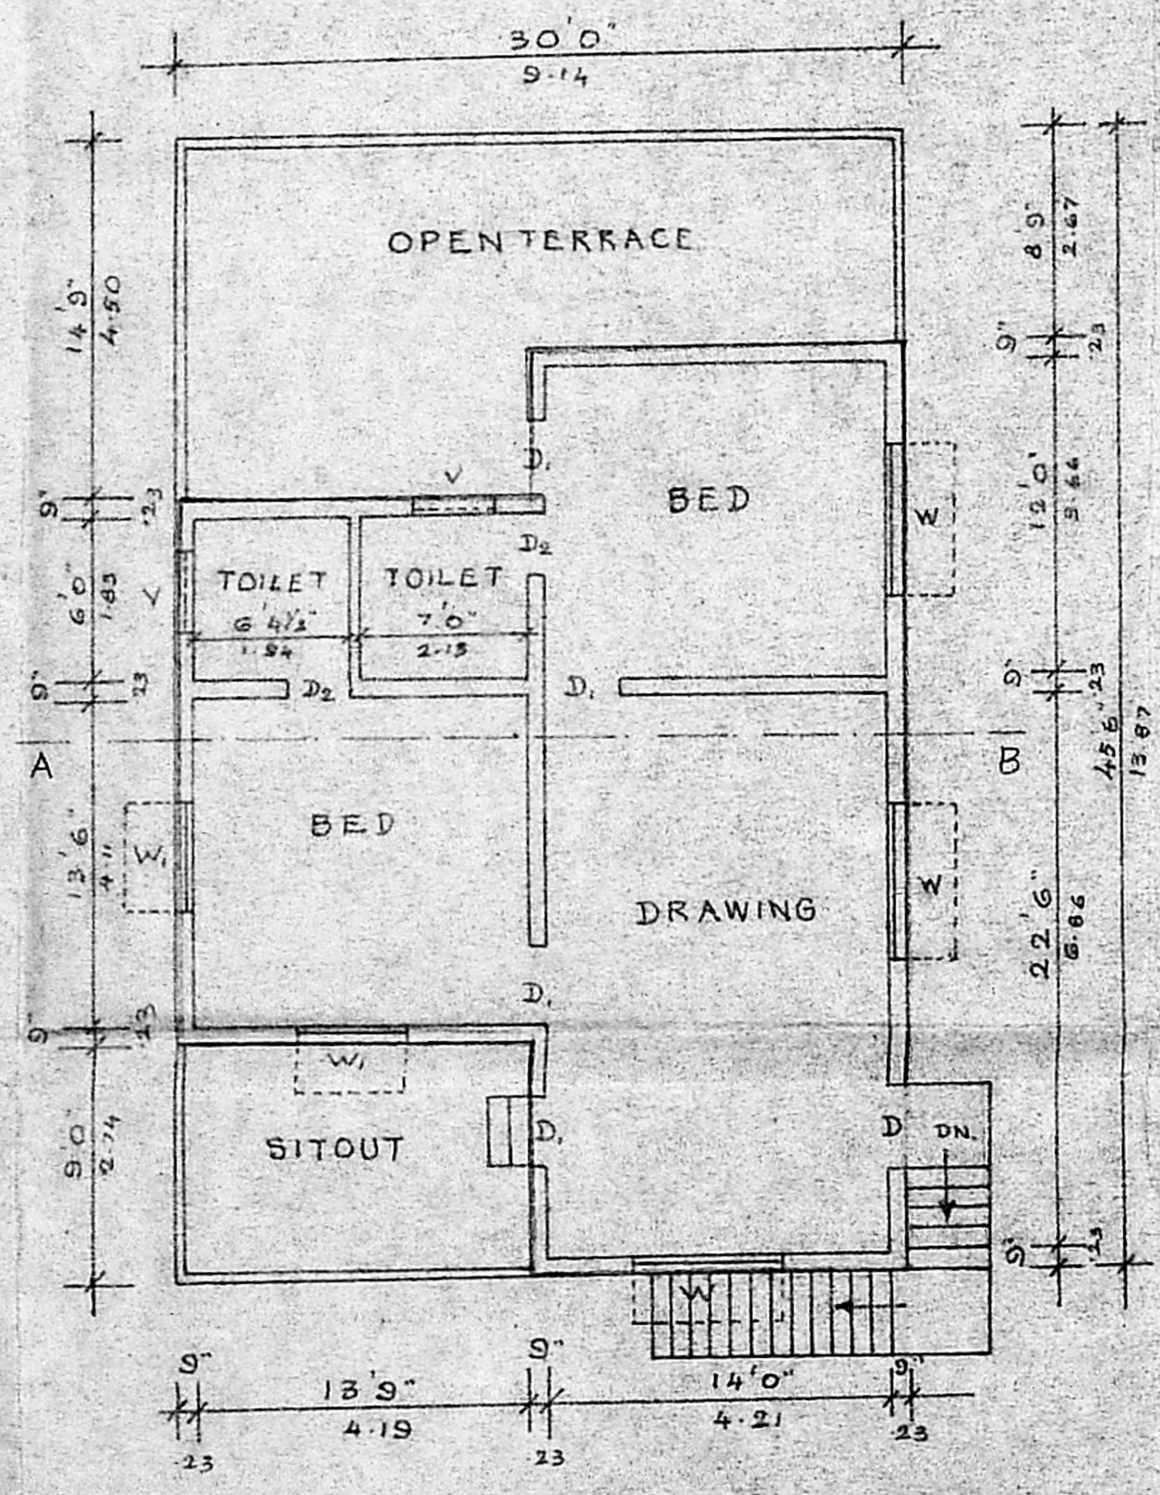 30'0"
9.14
OPEN TERRACE
8'9"
2.67
14'9"
4.50
9"
23
D1
V
BED
W
12'0"
3.66
9"
.23
D2
TOILET
TOILET
6'4½"
1.94
7'0"
2.13
V
6'0"
1.83
9"
23
D2
D1
9"
.23
A
B
45'6"
13.87
BED
W1
13'6"
4.11
DRAWING
W
22'6"
6.86
D1
9"
.23
W1
SITOUT
D1
D
DN.
9'0"
2.74
W
9"
.23
9"
13'9"
4.19
.23
9"
.23
14'0"
4.21
9"
.23